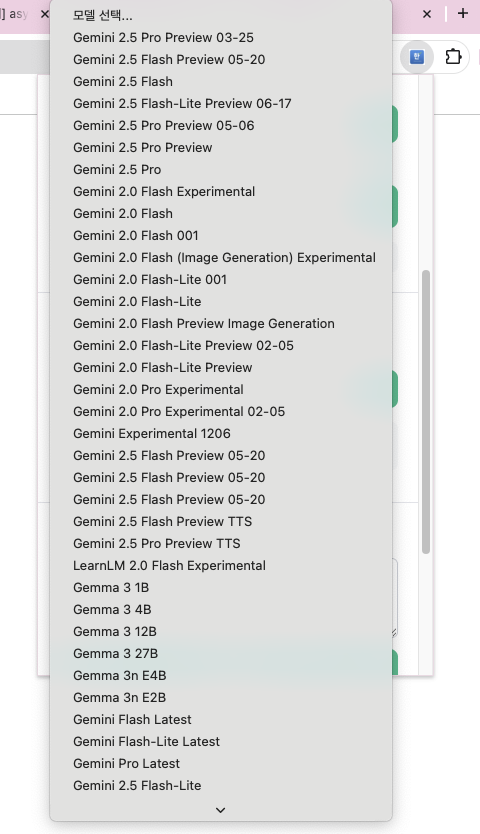 ] asy
모델 선택...
Gemini 2.5 Pro Preview 03-25
Gemini 2.5 Flash Preview 05-20
Gemini 2.5 Flash
Gemini 2.5 Flash-Lite Preview 06-17
Gemini 2.5 Pro Preview 05-06
Gemini 2.5 Pro Preview
Gemini 2.5 Pro
Gemini 2.0 Flash Experimental
Gemini 2.0 Flash
Gemini 2.0 Flash 001
Gemini 2.0 Flash (Image Generation) Experimental
Gemini 2.0 Flash-Lite 001
Gemini 2.0 Flash-Lite
Gemini 2.0 Flash Preview Image Generation
Gemini 2.0 Flash-Lite Preview 02-05
Gemini 2.0 Flash-Lite Preview
Gemini 2.0 Pro Experimental
Gemini 2.0 Pro Experimental 02-05
Gemini Experimental 1206
Gemini 2.5 Flash Preview 05-20
Gemini 2.5 Flash Preview 05-20
Gemini 2.5 Flash Preview 05-20
Gemini 2.5 Flash Preview TTS
Gemini 2.5 Pro Preview TTS
LearnLM 2.0 Flash Experimental
Gemma 3 1B
Gemma 3 4B
Gemma 3 12B
Gemma 3 27B
Gemma 3n E4B
Gemma 3n E2B
Gemini Flash Latest
Gemini Flash-Lite Latest
Gemini Pro Latest
Gemini 2.5 Flash-Lite